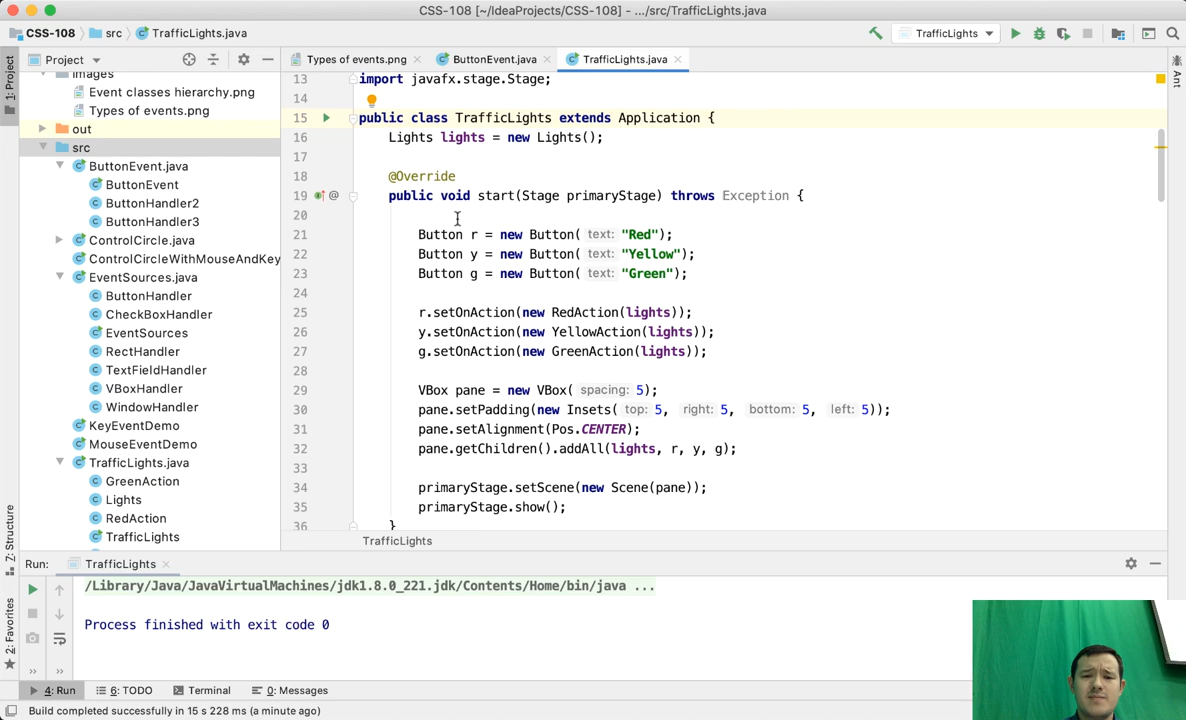 CSS-108 [~/IdeaProjects/CSS-108] - .../src/TrafficLights.java
CSS-108 src TrafficLights.java
TrafficLights
Project
Types of events.png
ButtonEvent.java
TrafficLights.java
1: Project
Ant
images
Event classes hierarchy.png
Types of events.png
out
src
ButtonEvent.java
ButtonEvent
ButtonHandler2
ButtonHandler3
ControlCircle.java
ControlCircleWithMouseAndKey
EventSources.java
ButtonHandler
CheckBoxHandler
EventSources
RectHandler
TextFieldHandler
VBoxHandler
WindowHandler
KeyEventDemo
MouseEventDemo
TrafficLights.java
GreenAction
Lights
RedAction
TrafficLights
13 import javafx.stage.Stage;
14
15 public class TrafficLights extends Application {
16 Lights lights = new Lights();
17
18 @Override
19 @ public void start(Stage primaryStage) throws Exception {
20
21 Button r = new Button( text: "Red");
22 Button y = new Button( text: "Yellow");
23 Button g = new Button( text: "Green");
24
25 r.setOnAction(new RedAction(lights));
26 y.setOnAction(new YellowAction(lights));
27 g.setOnAction(new GreenAction(lights));
28
29 VBox pane = new VBox( spacing: 5);
30 pane.setPadding(new Insets( top: 5, right: 5, bottom: 5, left: 5));
31 pane.setAlignment(Pos.CENTER);
32 pane.getChildren().addAll(lights, r, y, g);
33
34 primaryStage.setScene(new Scene(pane));
35 primaryStage.show();
36 }
TrafficLights
7: Structure
2: Favorites
Run: TrafficLights
/Library/Java/JavaVirtualMachines/jdk1.8.0_221.jdk/Contents/Home/bin/java ...
Process finished with exit code 0
4: Run 6: TODO Terminal 0: Messages
Build completed successfully in 15 s 228 ms (a minute ago)